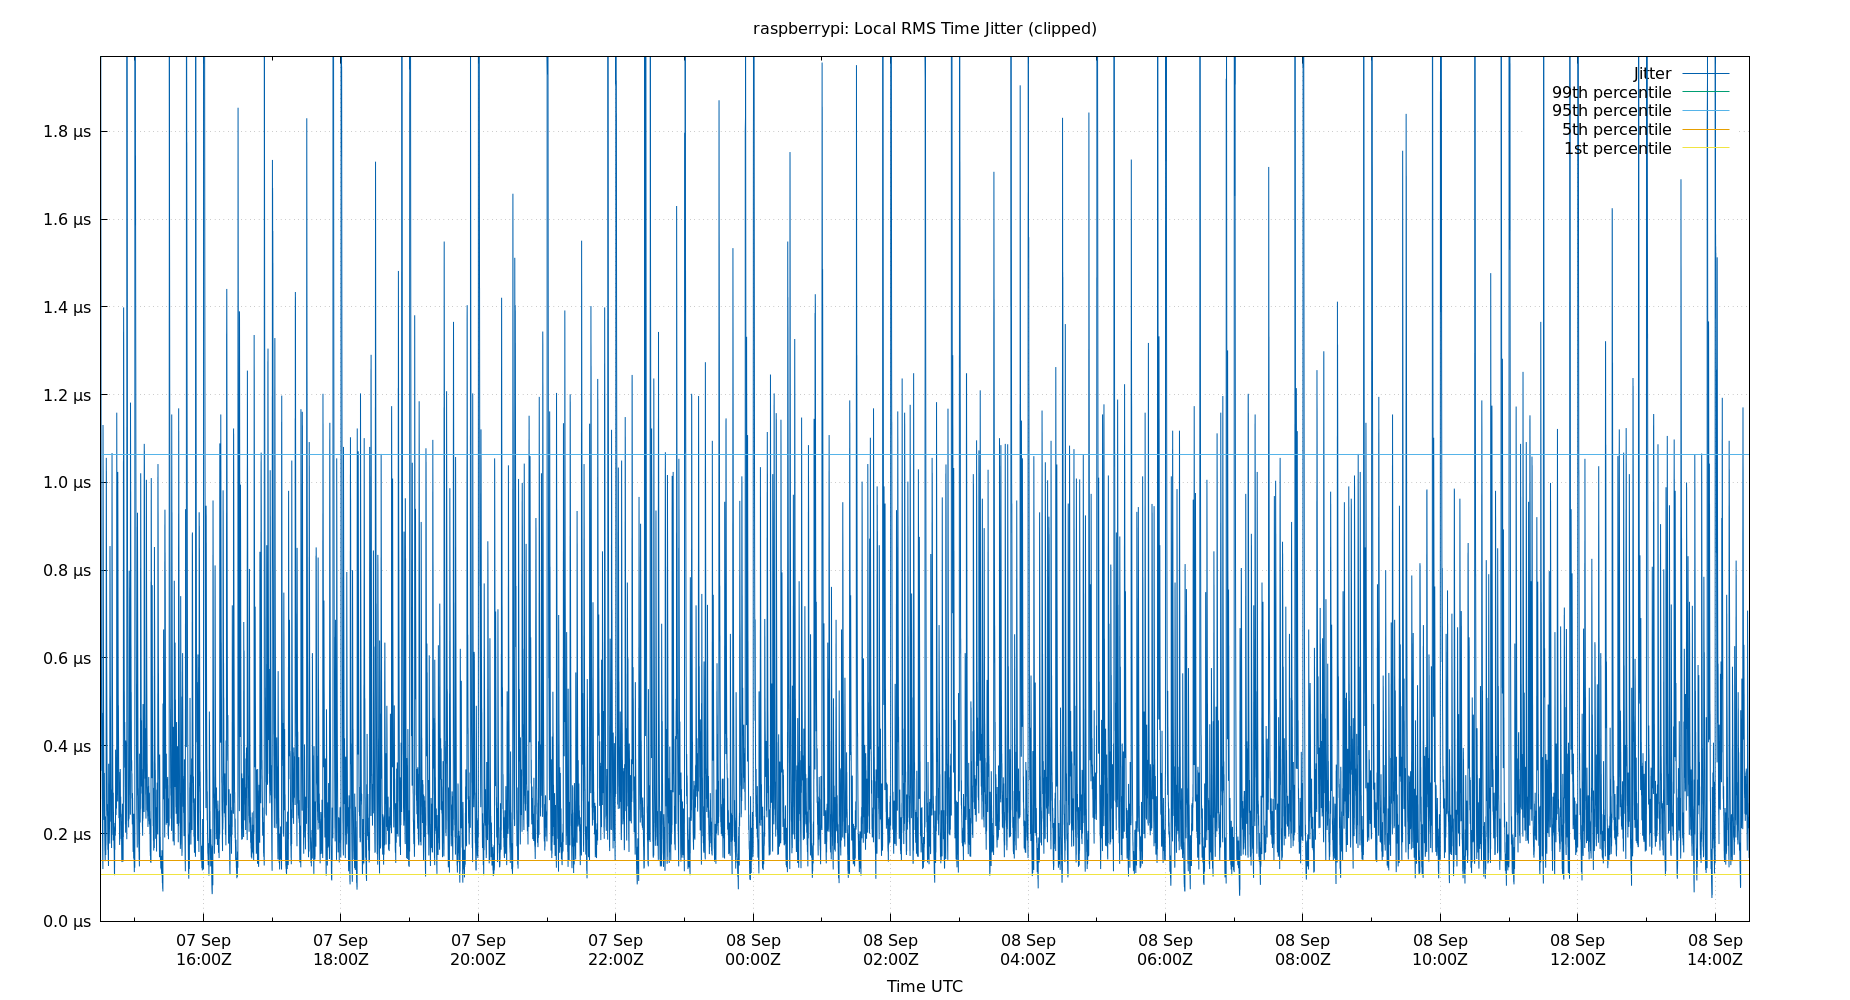 raspberrypi: Local RMS Time Jitter (clipped)
Jitter
99th percentile
95th percentile
5th percentile
1st percentile
1.8 µs
1.6 µs
1.4 µs
1.2 µs
1.0 µs
0.8 µs
0.6 µs
0.4 µs
0.2 µs
0.0 µs
07 Sep 07 Sep 07 Sep 07 Sep 08 Sep 08 Sep 08 Sep 08 Sep 08 Sep 08 Sep 08 Sep 08 Sep
16:00Z 18:00Z 20:00Z 22:00Z 00:00Z 02:00Z 04:00Z 06:00Z 08:00Z 10:00Z 12:00Z 14:00Z
Time UTC